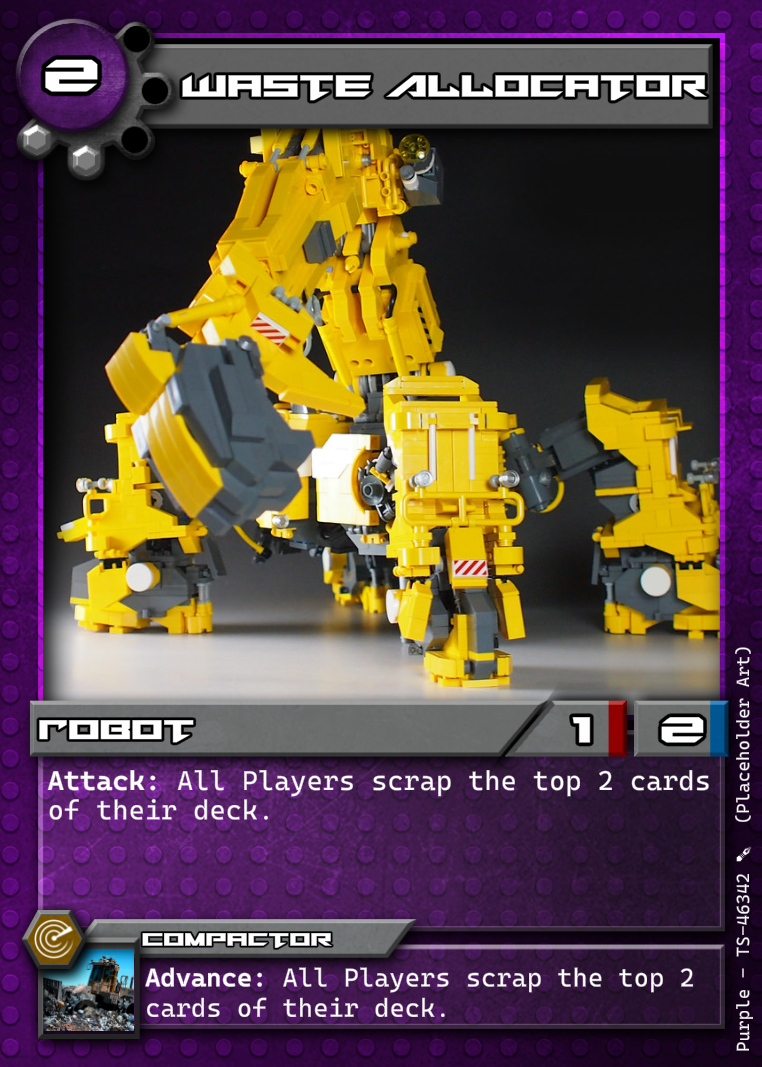 2
WASTE ALLOCATOR
ROBOT
1
2
Attack: All Players scrap the top 2 cards
of their deck.
COMPACTOR
Advance: All Players scrap the top 2
cards of their deck.
Purple - TS-46342 ✒ (Placeholder Art)